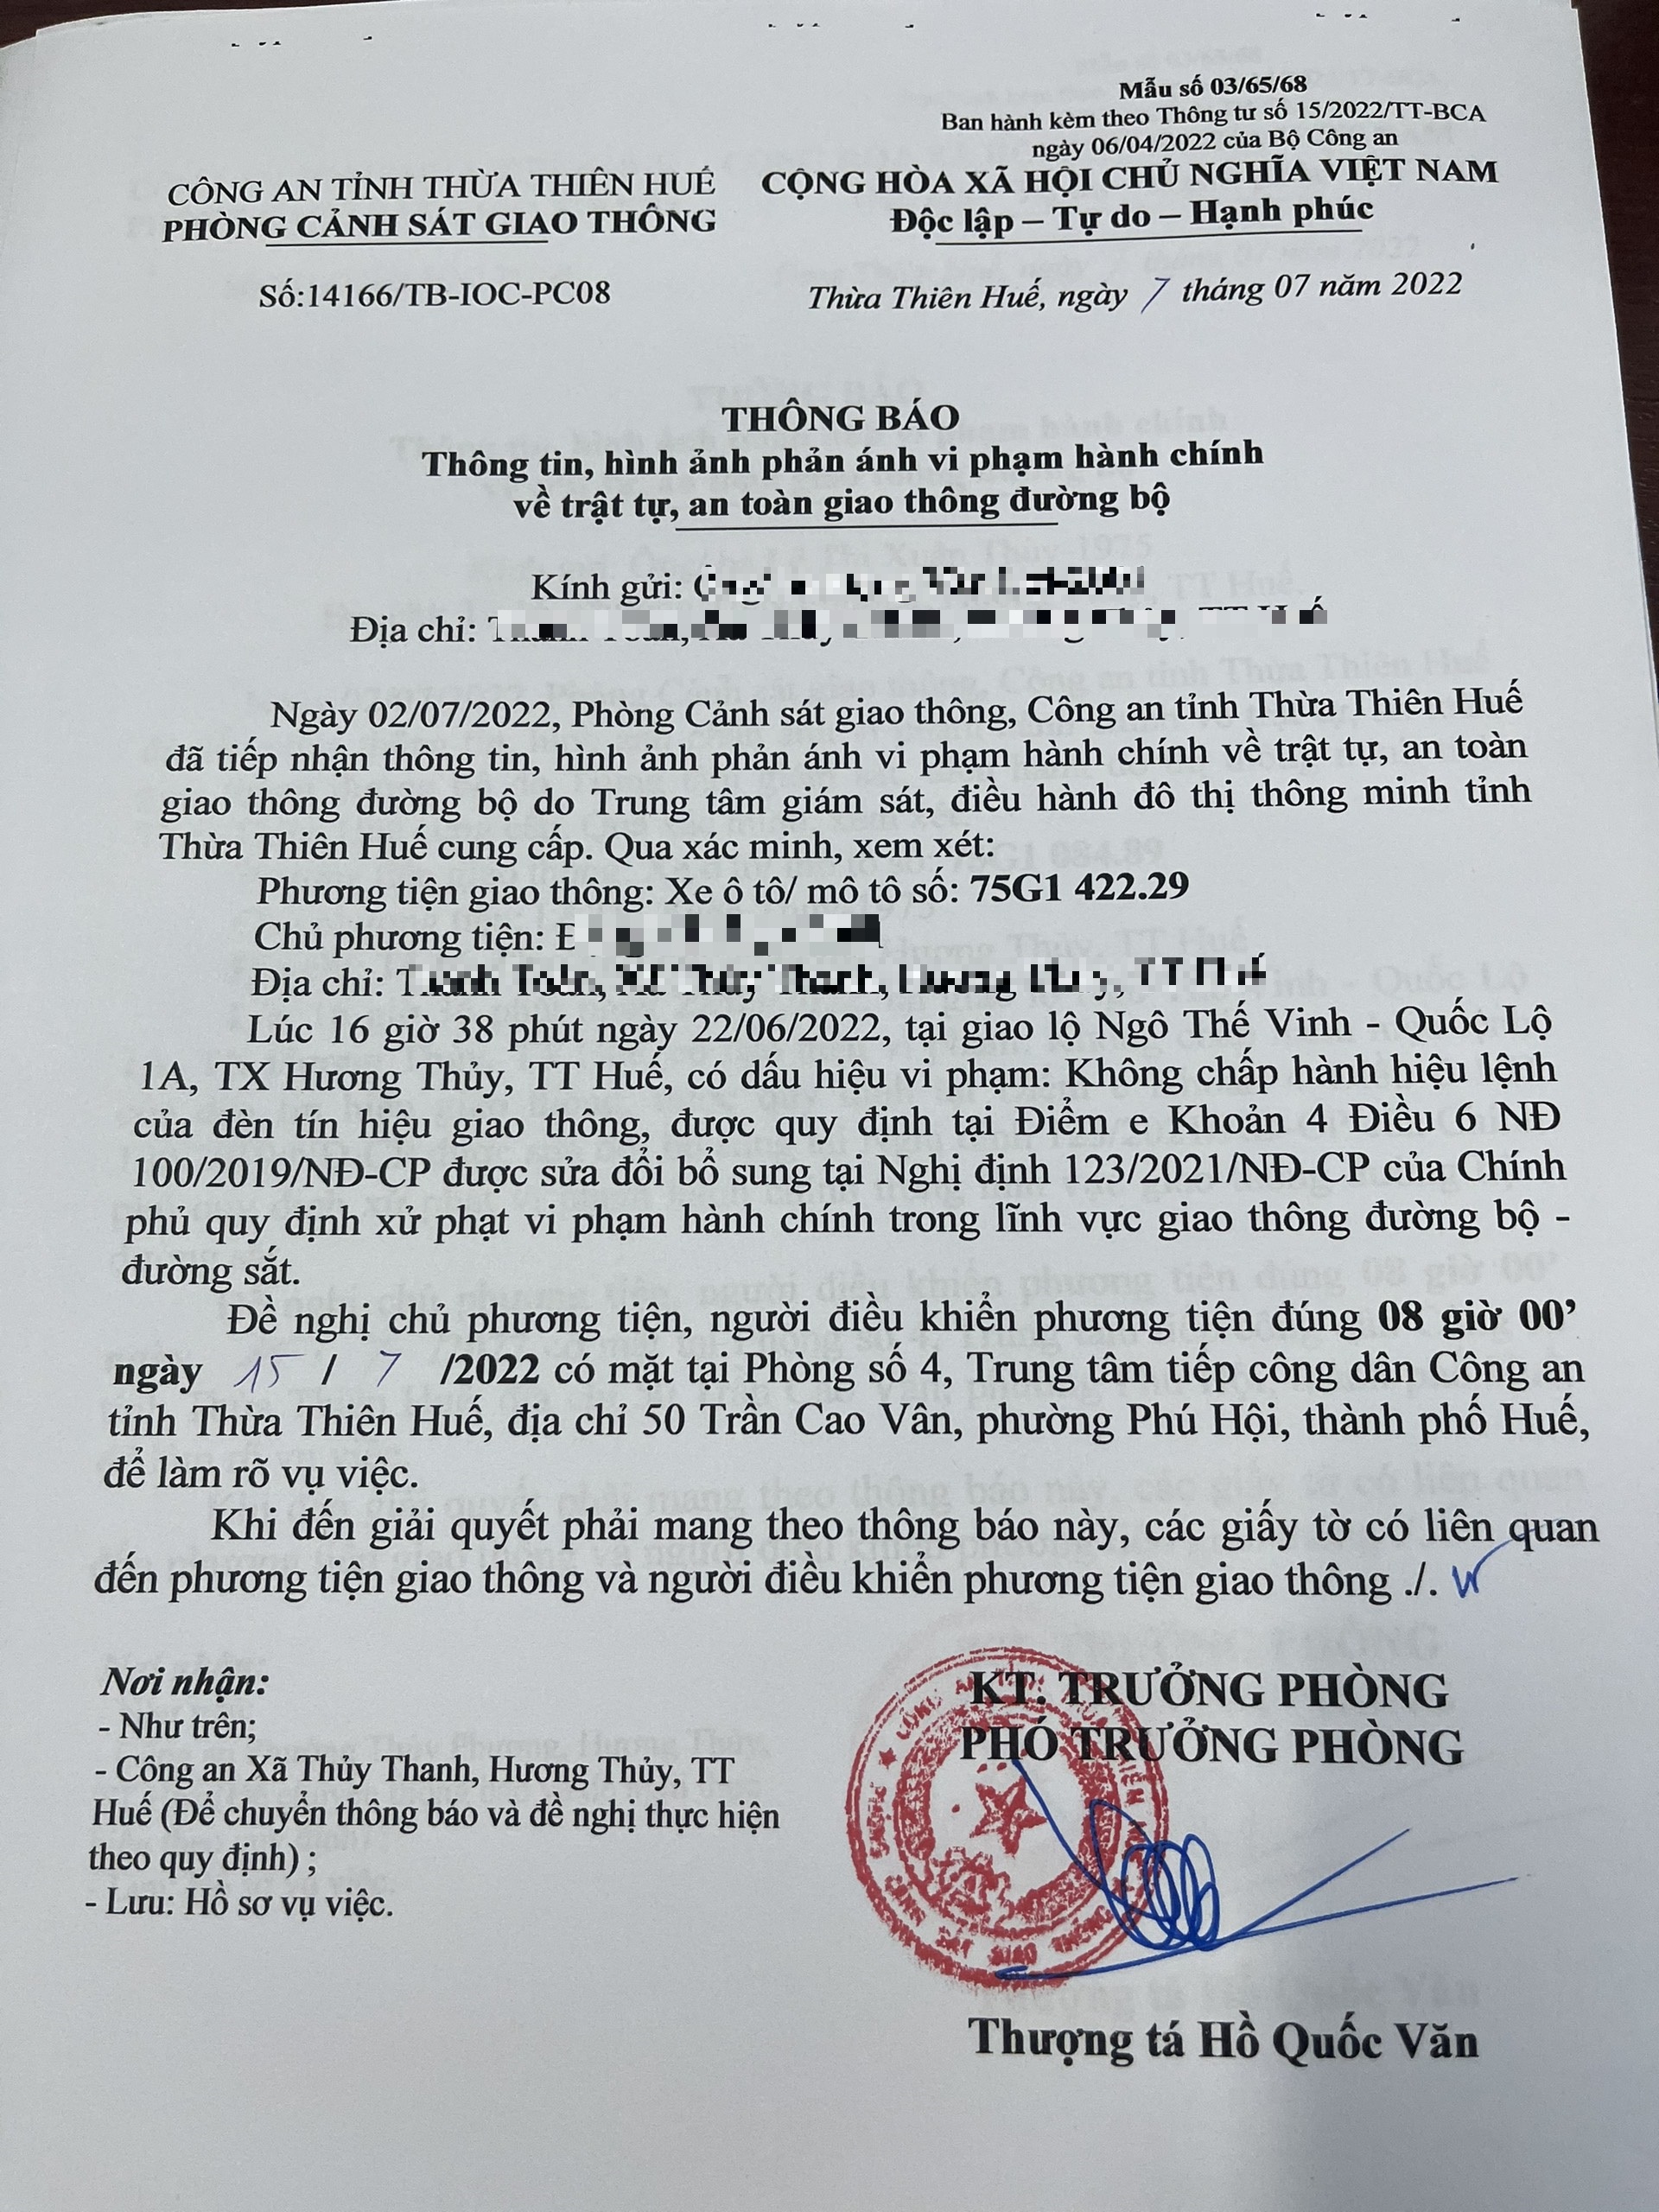 Mẫu số 03/65/68
Ban hành kèm theo Thông tư số 15/2022/TT-BCA
ngày 06/04/2022 của Bộ Công an
CÔNG AN TỈNH THỪA THIÊN HUẾ
PHÒNG CẢNH SÁT GIAO THÔNG
CỘNG HÒA XÃ HỘI CHỦ NGHĨA VIỆT NAM
Độc lập – Tự do – Hạnh phúc
Số:14166/TB-IOC-PC08
Thừa Thiên Huế, ngày 7 tháng 07 năm 2022
THÔNG BÁO
Thông tin, hình ảnh phản ánh vi phạm hành chính
về trật tự, an toàn giao thông đường bộ
Kính gửi:
Địa chỉ:
Ngày 02/07/2022, Phòng Cảnh sát giao thông, Công an tỉnh Thừa Thiên Huế
đã tiếp nhận thông tin, hình ảnh phản ánh vi phạm hành chính về trật tự, an toàn
giao thông đường bộ do Trung tâm giám sát, điều hành đô thị thông minh tỉnh
Thừa Thiên Huế cung cấp. Qua xác minh, xem xét:
Phương tiện giao thông: Xe ô tô/ mô tô số: 75G1 422.29
Chủ phương tiện:
Địa chỉ:
Lúc 16 giờ 38 phút ngày 22/06/2022, tại giao lộ Ngô Thế Vinh - Quốc Lộ
1A, TX Hương Thủy, TT Huế, có dấu hiệu vi phạm: Không chấp hành hiệu lệnh
của đèn tín hiệu giao thông, được quy định tại Điểm e Khoản 4 Điều 6 NĐ
100/2019/NĐ-CP được sửa đổi bổ sung tại Nghị định 123/2021/NĐ-CP của Chính
phủ quy định xử phạt vi phạm hành chính trong lĩnh vực giao thông đường bộ -
đường sắt.
Đề nghị chủ phương tiện, người điều khiển phương tiện đúng 08 giờ 00’
ngày 15 / 7 /2022 có mặt tại Phòng số 4, Trung tâm tiếp công dân Công an
tỉnh Thừa Thiên Huế, địa chỉ 50 Trần Cao Vân, phường Phú Hội, thành phố Huế,
để làm rõ vụ việc.
Khi đến giải quyết phải mang theo thông báo này, các giấy tờ có liên quan
đến phương tiện giao thông và người điều khiển phương tiện giao thông ./.
Nơi nhận:
- Như trên;
- Công an Xã Thủy Thanh, Hương Thủy, TT
Huế (Để chuyển thông báo và đề nghị thực hiện
theo quy định) ;
- Lưu: Hồ sơ vụ việc.
KT. TRƯỞNG PHÒNG
PHÓ TRƯỞNG PHÒNG
Thượng tá Hồ Quốc Văn